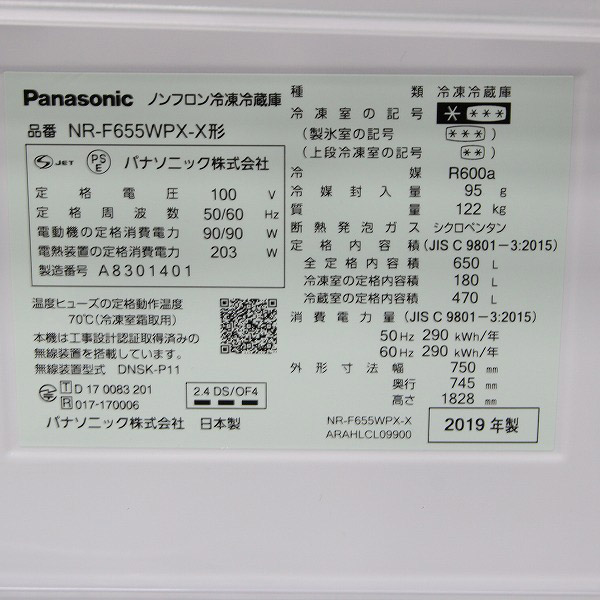 Panasonic ノンフロン冷凍冷蔵庫
品番 NR-F655WPX-X形
S JET PS E パナソニック株式会社
定格電圧 100 V
定格周波数 50/60 Hz
電動機の定格消費電力 90/90 W
電熱装置の定格消費電力 203 W
製造番号 A8301401
温度ヒューズの定格動作温度
70℃(冷凍室霜取用)
本機は工事設計認証取得済みの
無線装置を搭載しています。
無線装置型式 DNSK-P11
T D 17 0083 201
R 017-170006
2.4 DS/OF4
パナソニック株式会社 日本製
種類 冷凍冷蔵庫
冷凍室の記号 * ***
(製氷室の記号 ***)
(上段冷凍室の記号 **)
冷媒 R600a
冷媒封入量 95 g
質量 122 kg
断熱発泡ガス シクロペンタン
定格内容積 (JIS C 9801-3:2015)
全定格内容積 650 L
冷凍室の定格内容積 180 L
冷蔵室の定格内容積 470 L
消費電力量 (JIS C 9801-3:2015)
50Hz 290 kWh/年
60Hz 290 kWh/年
外形寸法 幅 750 mm
奥行 745 mm
高さ 1828 mm
NR-F655WPX-X
ARAHLCL09900
2019 年製